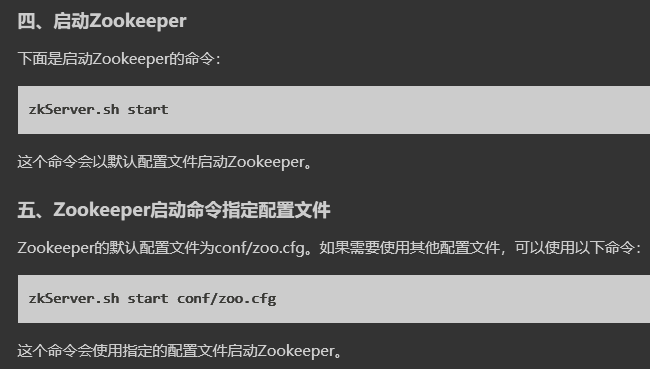 四、启动Zookeeper
下面是启动Zookeeper的命令：
zkServer.sh start
这个命令会以默认配置文件启动Zookeeper。
五、Zookeeper启动命令指定配置文件
Zookeeper的默认配置文件为conf/zoo.cfg。如果需要使用其他配置文件，可以使用以下命令：
zkServer.sh start conf/zoo.cfg
这个命令会使用指定的配置文件启动Zookeeper。